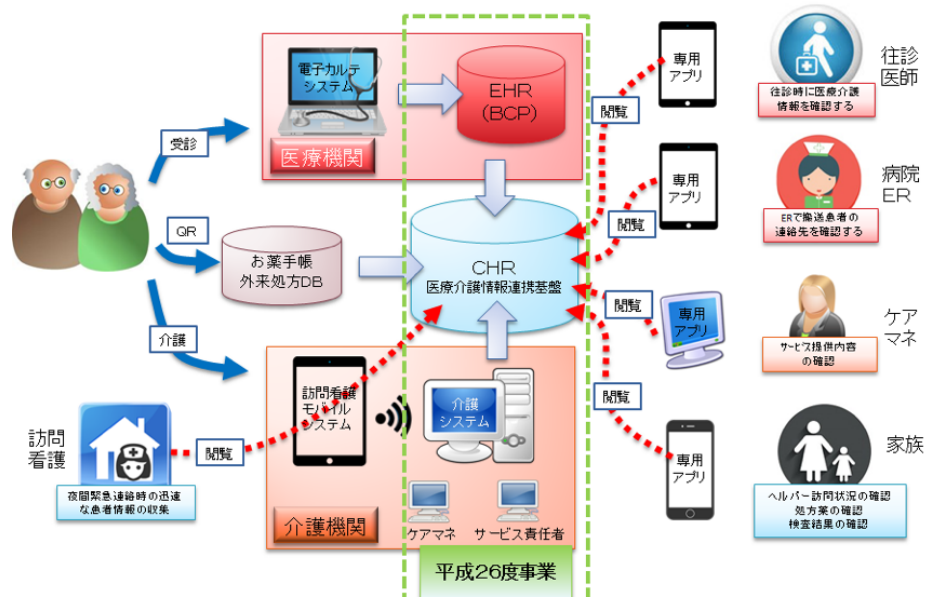 電子カルテ
システム
EHR
(BCP)
医療機関
受診
QR
お薬手帳
外来処方DB
CHR
医療介護情報連携基盤
介護
訪問看護
モバイル
システム
介護
システム
ケアマネ
サービス責任者
介護機関
平成26度事業
訪問
看護
夜間緊急連絡時の迅速
な患者情報の収集
閲覧
専用
アプリ
閲覧
往診時に医療介護
情報を確認する
往診
医師
専用
アプリ
閲覧
ERで搬送患者の
連絡先を確認する
病院
ER
専用
アプリ
閲覧
サービス提供内容
の確認
ケア
マネ
専用
アプリ
閲覧
ヘルパー訪問状況の確認
処方薬の確認
検査結果の確認
家族